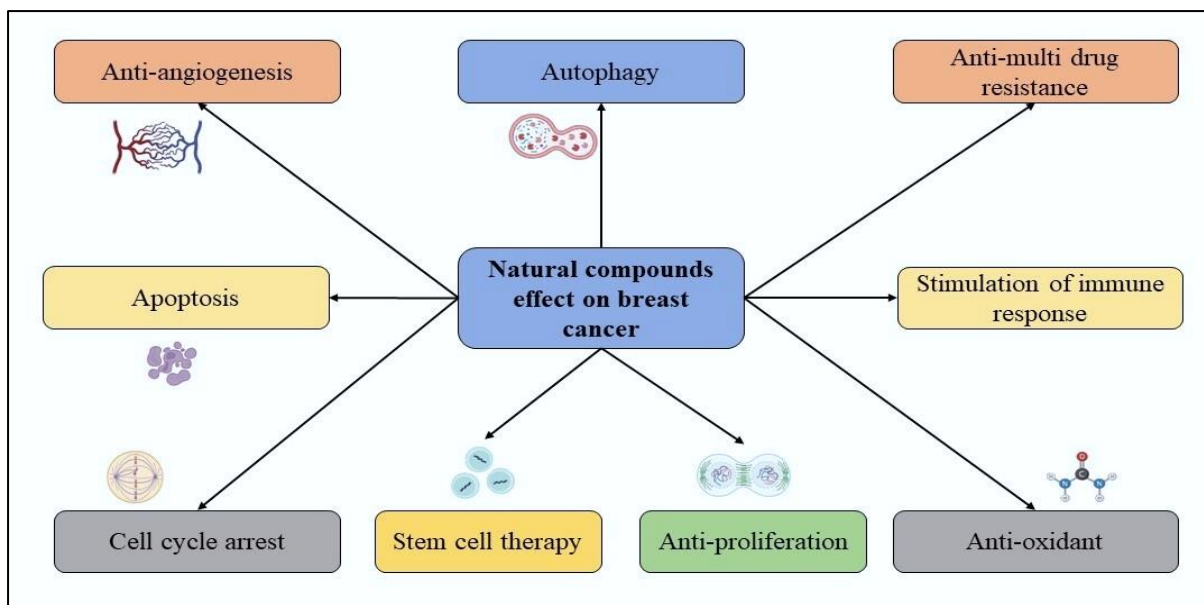 Anti-angiogenesis
Autophagy
Anti-multi drug
resistance
Natural compounds
effect on breast
cancer
Apoptosis
Stimulation of immune
response
Cell cycle arrest
Stem cell therapy
Anti-proliferation
Anti-oxidant
O
C
N
N
H
H
H
H